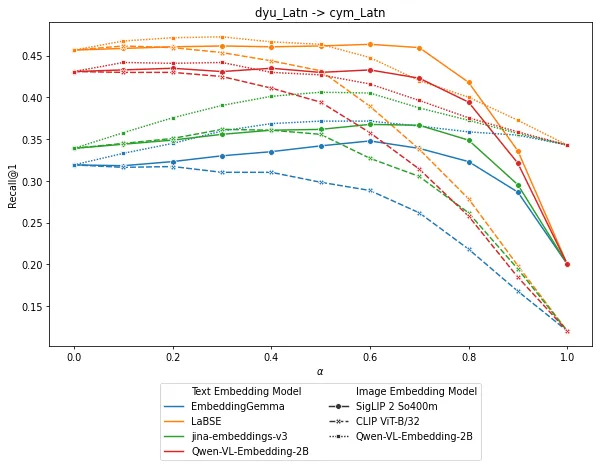 dyu_Latn -> cym_Latn
Recall@1
0.45
0.40
0.35
0.30
0.25
0.20
0.15
0.0
0.2
0.4
0.6
0.8
1.0
α
Text Embedding Model
EmbeddingGemma
LaBSE
jina-embeddings-v3
Qwen-VL-Embedding-2B
Image Embedding Model
SigLIP 2 So400m
CLIP ViT-B/32
Qwen-VL-Embedding-2B